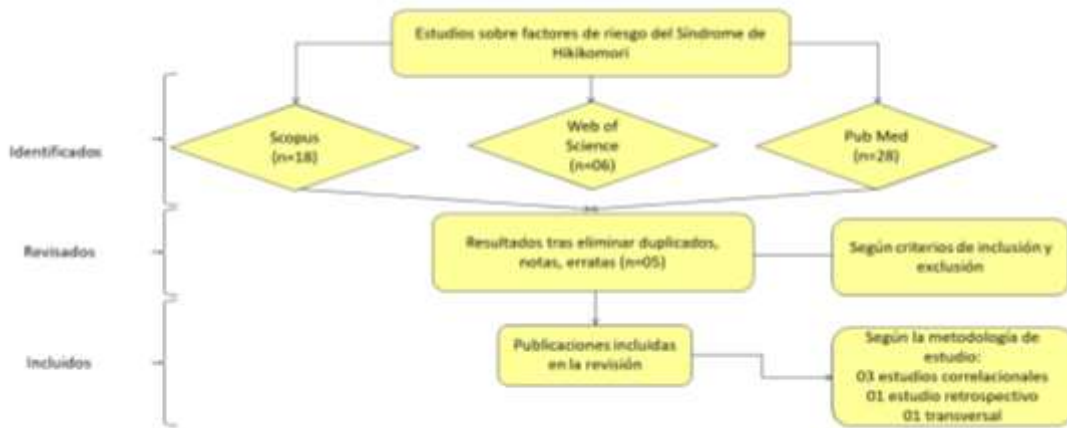 Estudios sobre factores de riesgo del Síndrome de
Hikikomori
Identificados
Scopus
(n=18)
Web of
Science
(n=06)
Pub Med
(n=28)
Revisados
Resultados tras eliminar duplicados,
notas, erratas (n=05)
Según criterios de inclusión y
exclusión
Incluidos
Publicaciones incluidas
en la revisión
Según la metodología de
estudio:
03 estudios correlacionales
01 estudio retrospectivo
01 transversal